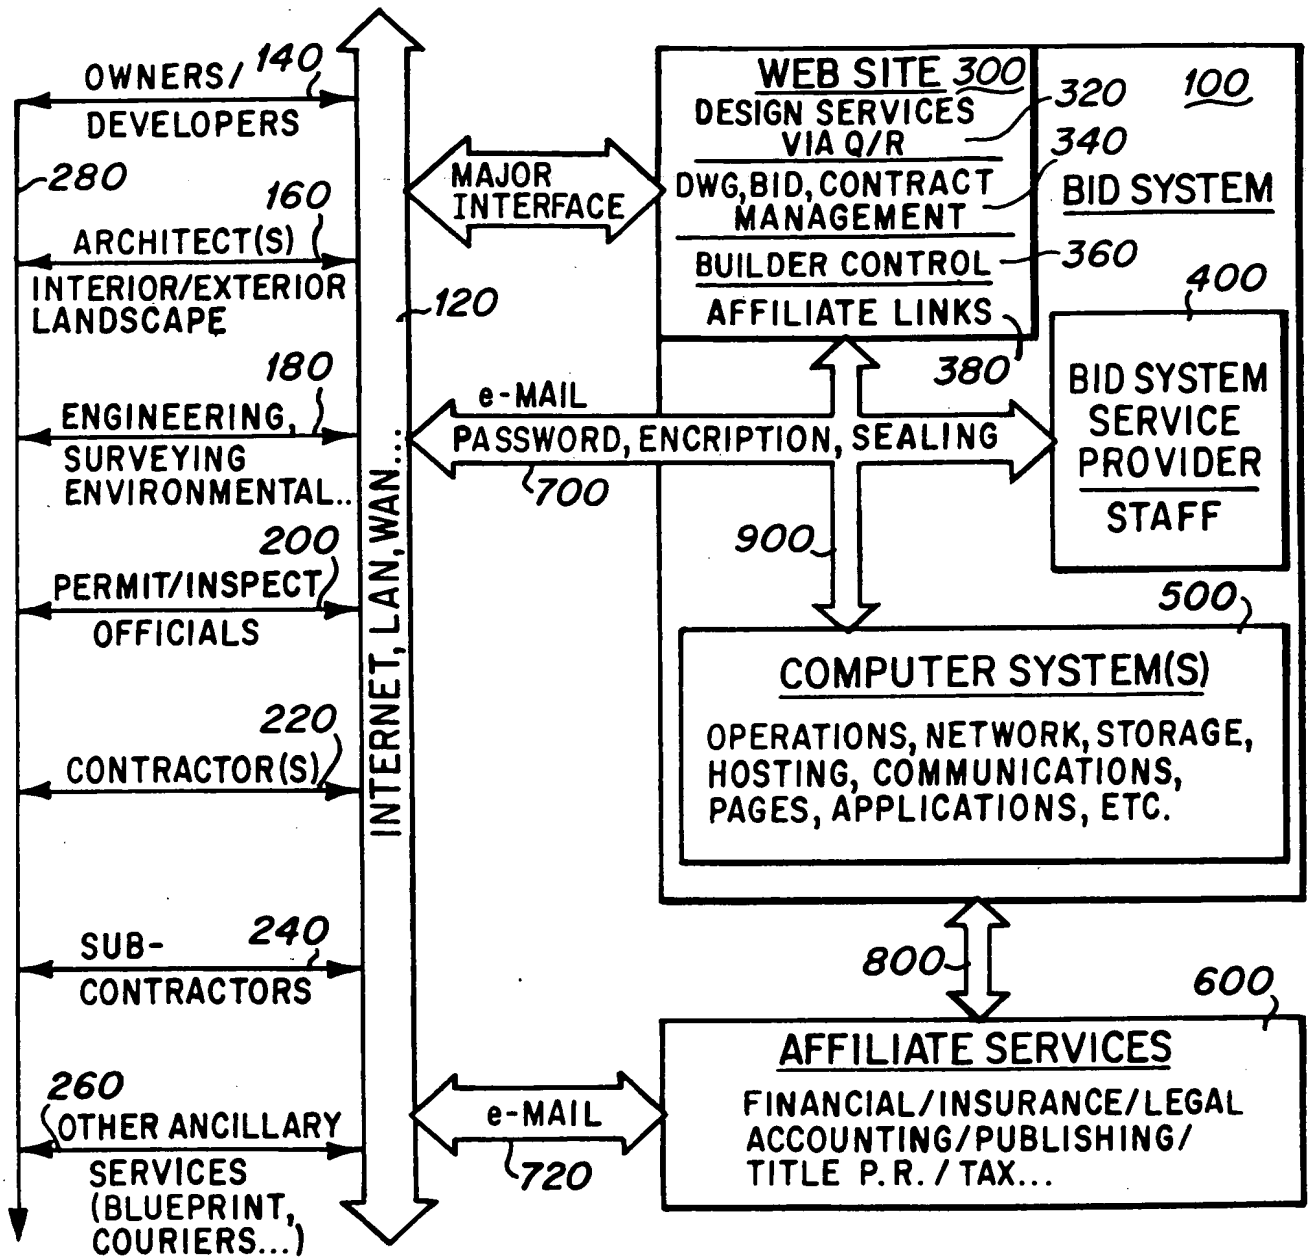 OWNERS/ 140
DEVELOPERS
280
160
ARCHITECT(S)
INTERIOR/EXTERIOR
LANDSCAPE
180
ENGINEERING,
SURVEYING
ENVIRONMENTAL..
200
PERMIT/INSPECT
OFFICIALS
220
CONTRACTOR(S)
SUB- 240
CONTRACTORS
260
OTHER ANCILLARY
SERVICES
(BLUEPRINT,
COURIERS...)
INTERNET, LAN, WAN...
120
MAJOR
INTERFACE
e-MAIL
PASSWORD, ENCRIPTION, SEALING
700
900
WEB SITE 300
DESIGN SERVICES
VIA Q/R
320
DWG, BID, CONTRACT
MANAGEMENT
340
BUILDER CONTROL
360
AFFILIATE LINKS
380
100
BID SYSTEM
400
BID SYSTEM
SERVICE
PROVIDER
STAFF
500
COMPUTER SYSTEM(S)
OPERATIONS, NETWORK, STORAGE,
HOSTING, COMMUNICATIONS,
PAGES, APPLICATIONS, ETC.
800
600
AFFILIATE SERVICES
FINANCIAL/INSURANCE/LEGAL
ACCOUNTING/PUBLISHING/
TITLE P.R./TAX...
e-MAIL
720